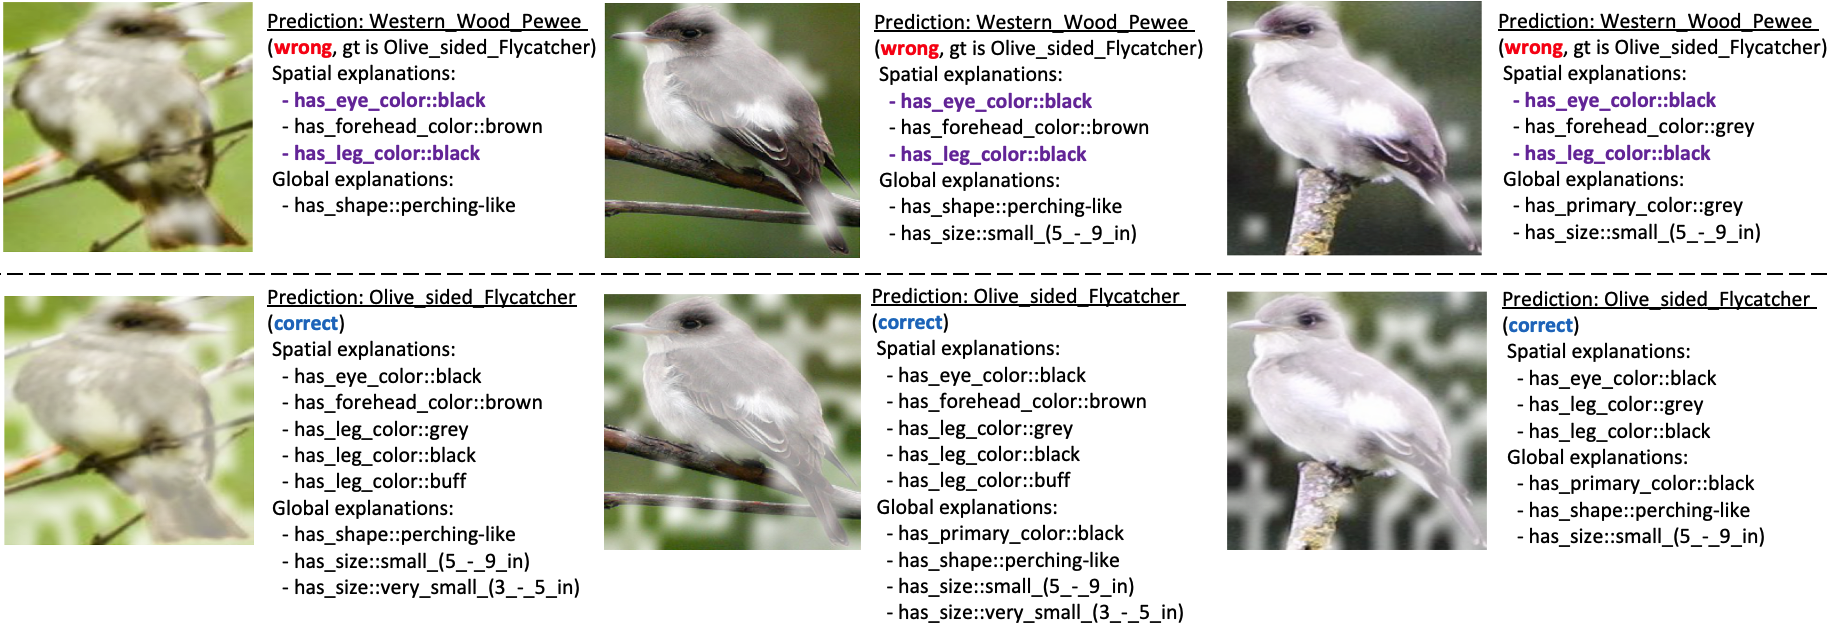 Prediction: Western_Wood_Pewee
(wrong, gt is Olive_sided_Flycatcher)
Spatial explanations:
- has_eye_color::black
- has_forehead_color::brown
- has_leg_color::black
Global explanations:
- has_shape::perching-like
Prediction: Western_Wood_Pewee
(wrong, gt is Olive_sided_Flycatcher)
Spatial explanations:
- has_eye_color::black
- has_forehead_color::brown
- has_leg_color::black
Global explanations:
- has_shape::perching-like
- has_size::small_(5_-_9_in)
Prediction: Western_Wood_Pewee
(wrong, gt is Olive_sided_Flycatcher)
Spatial explanations:
- has_eye_color::black
- has_forehead_color::grey
- has_leg_color::black
Global explanations:
- has_primary_color::grey
- has_size::small_(5_-_9_in)
Prediction: Olive_sided_Flycatcher
(correct)
Spatial explanations:
- has_eye_color::black
- has_forehead_color::brown
- has_leg_color::grey
- has_leg_color::black
- has_leg_color::buff
Global explanations:
- has_shape::perching-like
- has_size::small_(5_-_9_in)
- has_size::very_small_(3_-_5_in)
Prediction: Olive_sided_Flycatcher
(correct)
Spatial explanations:
- has_eye_color::black
- has_forehead_color::brown
- has_leg_color::grey
- has_leg_color::black
- has_leg_color::buff
Global explanations:
- has_primary_color::black
- has_shape::perching-like
- has_size::small_(5_-_9_in)
- has_size::very_small_(3_-_5_in)
Prediction: Olive_sided_Flycatcher
(correct)
Spatial explanations:
- has_eye_color::black
- has_leg_color::grey
- has_leg_color::black
Global explanations:
- has_primary_color::black
- has_shape::perching-like
- has_size::small_(5_-_9_in)